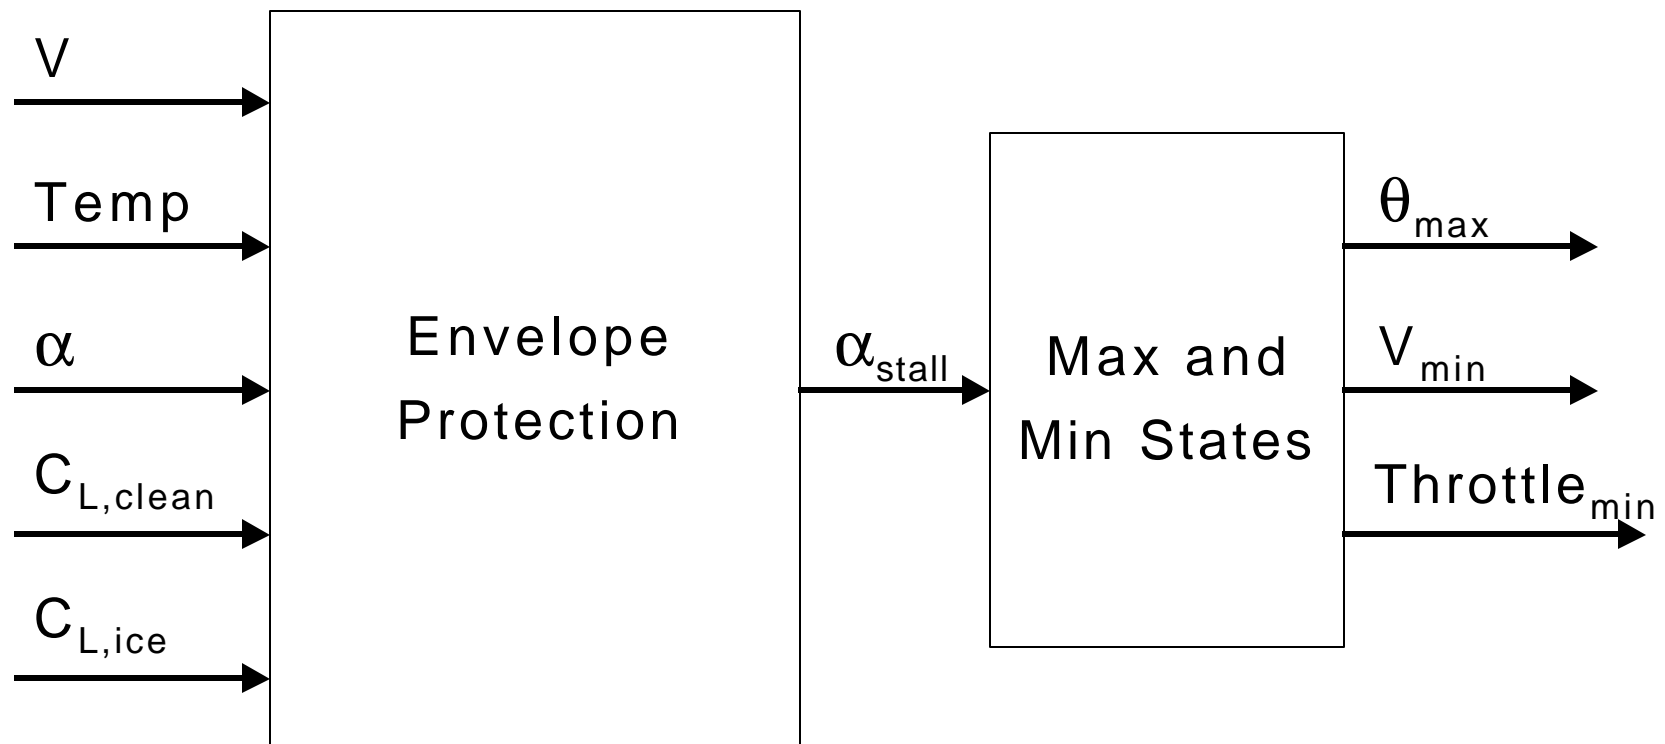 V
Temp
α
C_L,clean
C_L,ice
Envelope
Protection
α_stall
Max and
Min States
θ_max
V_min
Throttle_min